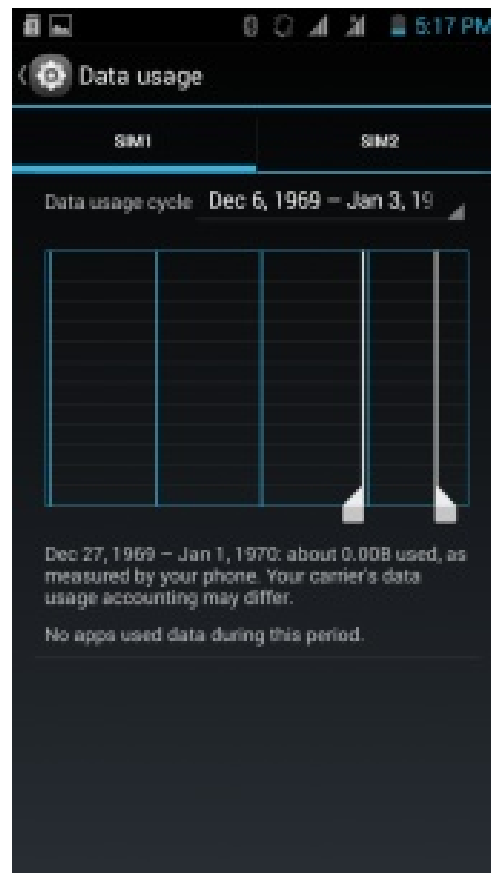 5:17 PM
Data usage
SIM1
SIM2
Data usage cycle Dec 6, 1969 – Jan 3, 19
Dec 27, 1969 – Jan 1, 1970: about 0.00B used, as
measured by your phone. Your carrier's data
usage accounting may differ.
No apps used data during this period.